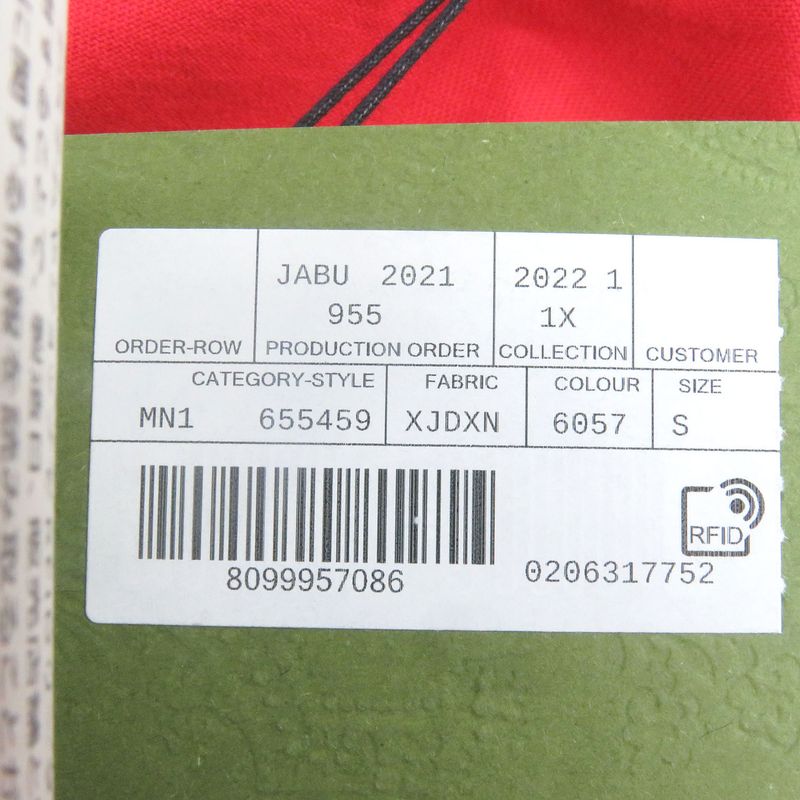 JABU 2021 2022 1
955 1X
ORDER-ROW PRODUCTION ORDER COLLECTION CUSTOMER
CATEGORY-STYLE FABRIC COLOUR SIZE
MN1 655459 XJDXN 6057 S
RFID
8099957086 0206317752